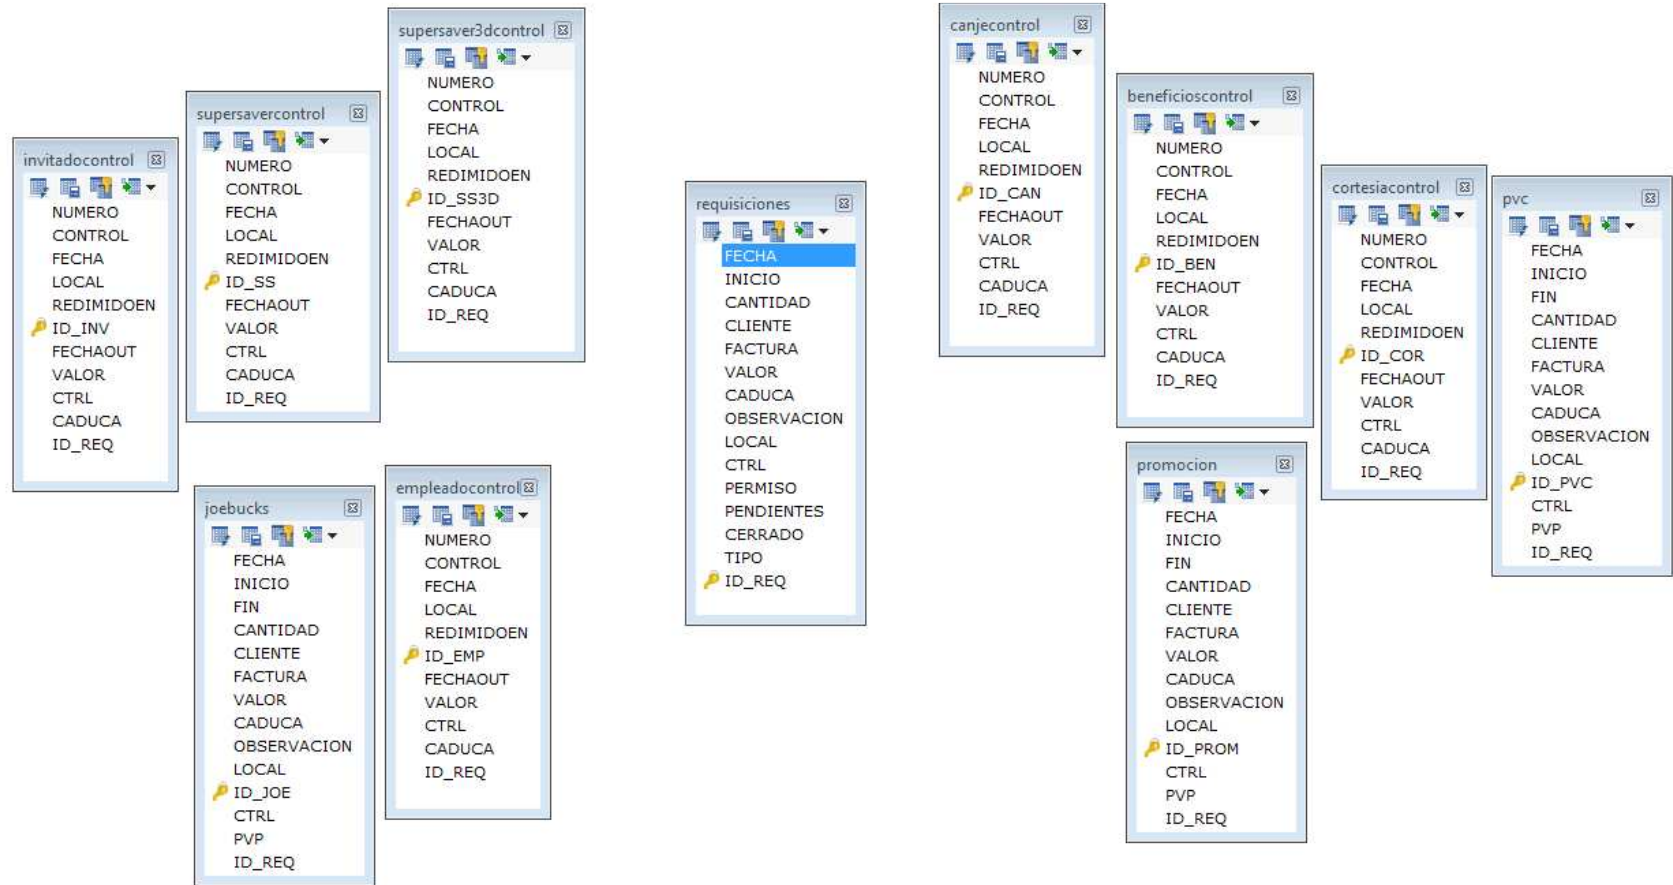 invitadocontrol
NUMERO
CONTROL
FECHA
LOCAL
REDIMIDOEN
ID_INV
FECHAOUT
VALOR
CTRL
CADUCA
ID_REQ
supersavercontrol
NUMERO
CONTROL
FECHA
LOCAL
REDIMIDOEN
ID_SS
FECHAOUT
VALOR
CTRL
CADUCA
ID_REQ
supersaver3dcontrol
NUMERO
CONTROL
FECHA
LOCAL
REDIMIDOEN
ID_SS3D
FECHAOUT
VALOR
CTRL
CADUCA
ID_REQ
joebucks
FECHA
INICIO
FIN
CANTIDAD
CLIENTE
FACTURA
VALOR
CADUCA
OBSERVACION
LOCAL
ID_JOE
CTRL
PVP
ID_REQ
empleadocontrol
NUMERO
CONTROL
FECHA
LOCAL
REDIMIDOEN
ID_EMP
FECHAOUT
VALOR
CTRL
CADUCA
ID_REQ
requisiciones
FECHA
INICIO
CANTIDAD
CLIENTE
FACTURA
VALOR
CADUCA
OBSERVACION
LOCAL
CTRL
PERMISO
PENDIENTES
CERRADO
TIPO
ID_REQ
canjecontrol
NUMERO
CONTROL
FECHA
LOCAL
REDIMIDOEN
ID_CAN
FECHAOUT
VALOR
CTRL
CADUCA
ID_REQ
beneficioscontrol
NUMERO
CONTROL
FECHA
LOCAL
REDIMIDOEN
ID_BEN
FECHAOUT
VALOR
CTRL
CADUCA
ID_REQ
cortesiacontrol
NUMERO
CONTROL
FECHA
LOCAL
REDIMIDOEN
ID_COR
FECHAOUT
VALOR
CTRL
CADUCA
ID_REQ
pvc
FECHA
INICIO
FIN
CANTIDAD
CLIENTE
FACTURA
VALOR
CADUCA
OBSERVACION
LOCAL
ID_PVC
CTRL
PVP
ID_REQ
promocion
FECHA
INICIO
FIN
CANTIDAD
CLIENTE
FACTURA
VALOR
CADUCA
OBSERVACION
LOCAL
ID_PROM
CTRL
PVP
ID_REQ